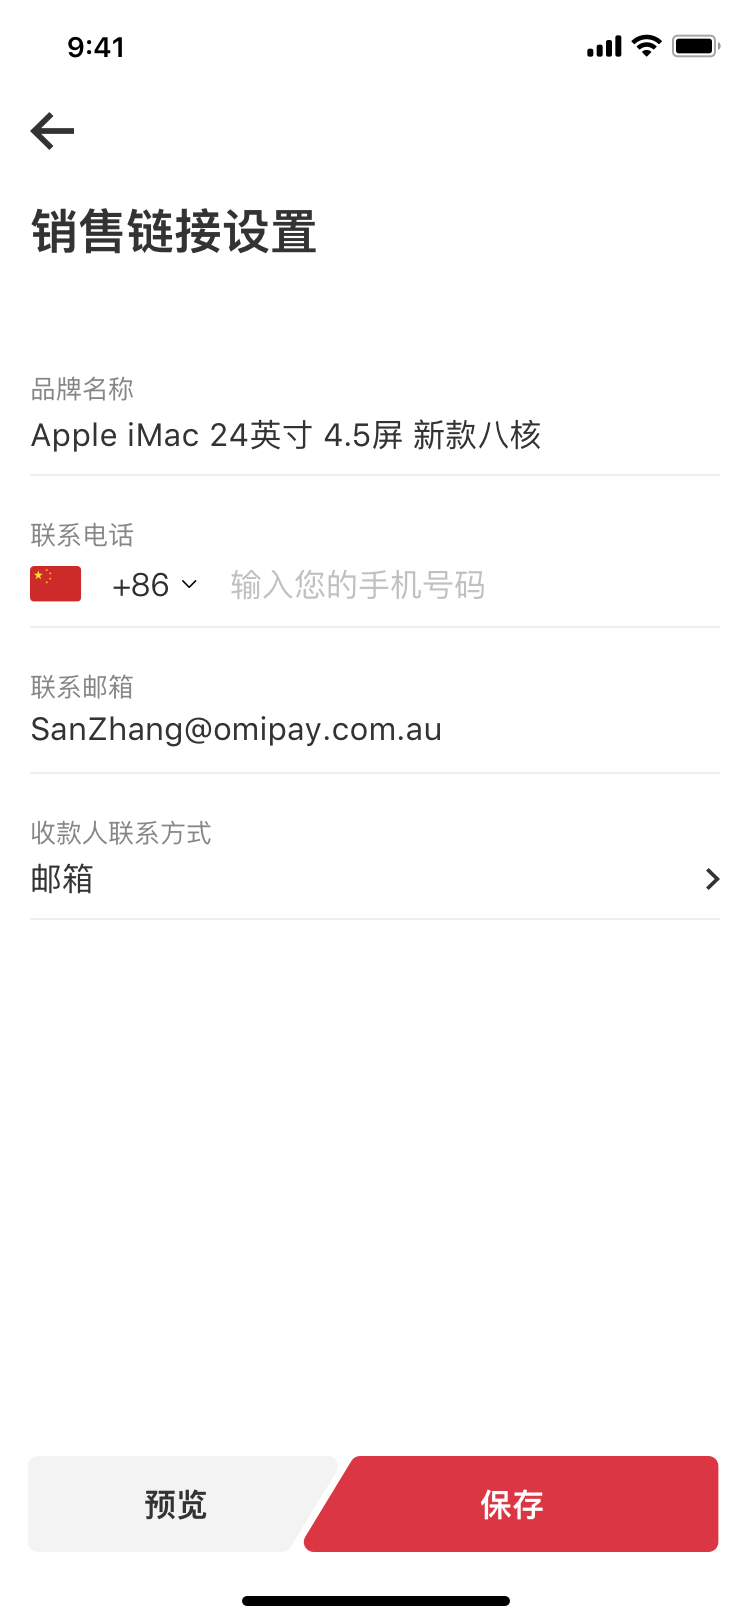 9:41
销售链接设置
品牌名称
Apple iMac 24英寸 4.5屏 新款八核
联系电话
+86 输入您的手机号码
联系邮箱
SanZhang@omipay.com.au
收款人联系方式
邮箱
预览 保存